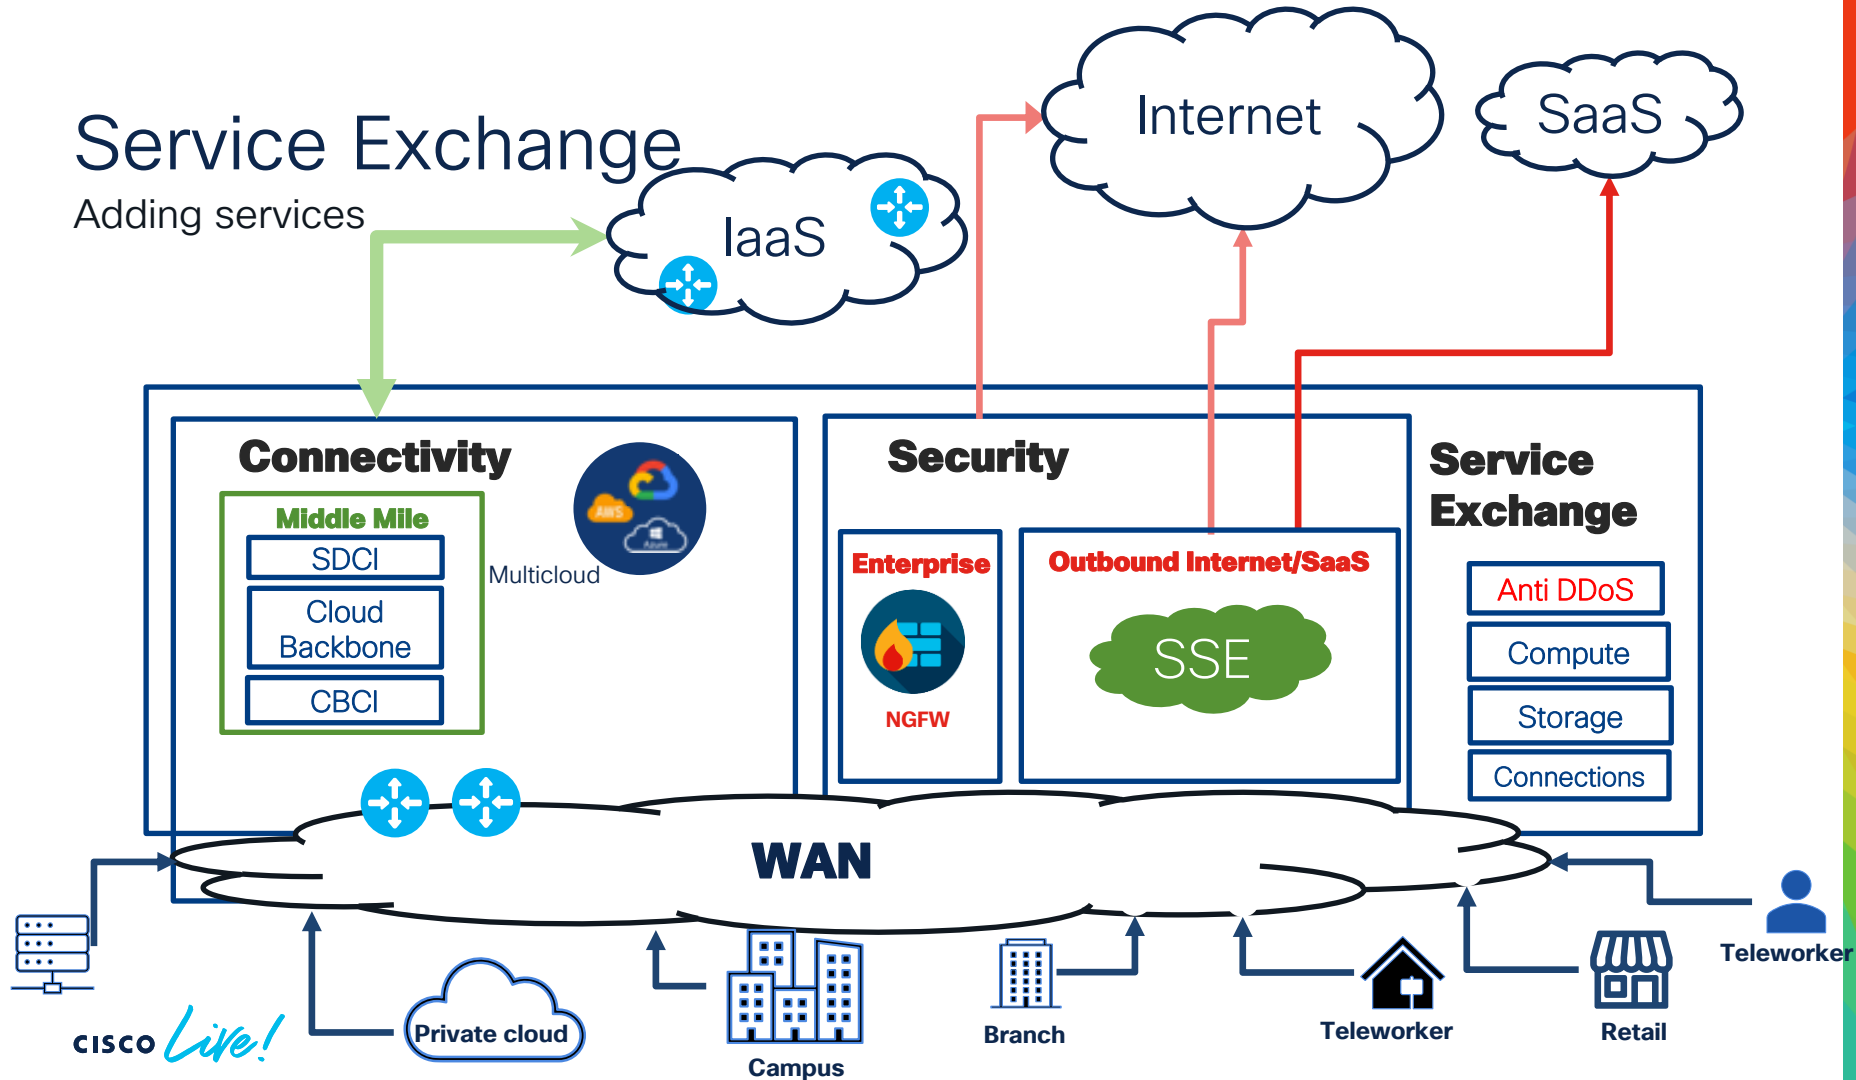 Service Exchange
Adding services
IaaS
Internet
SaaS
Connectivity
Middle Mile
SDCI
Cloud
Backbone
CBCI
Multicloud
AWS
Azure
Security
Enterprise
NGFW
Outbound Internet/SaaS
SSE
Service
Exchange
Anti DDoS
Compute
Storage
Connections
WAN
Private cloud
Campus
Branch
Teleworker
Retail
Teleworker
CISCO Live!